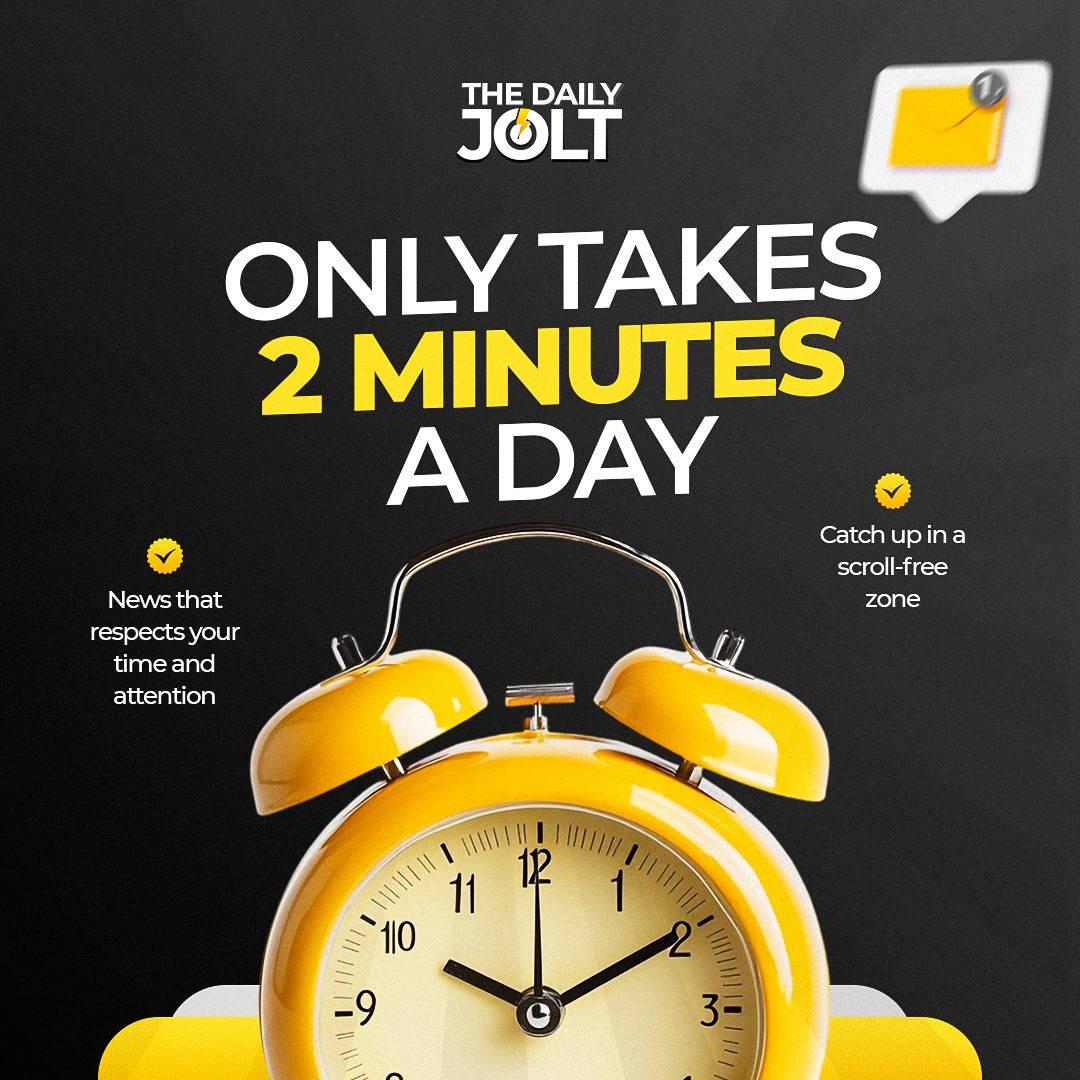 THE DAILY
JOLT
1
ONLY TAKES
2 MINUTES
A DAY
Catch up in a
scroll-free
zone
News that
respects your
time and
attention
12
11
1
10
2
9
3